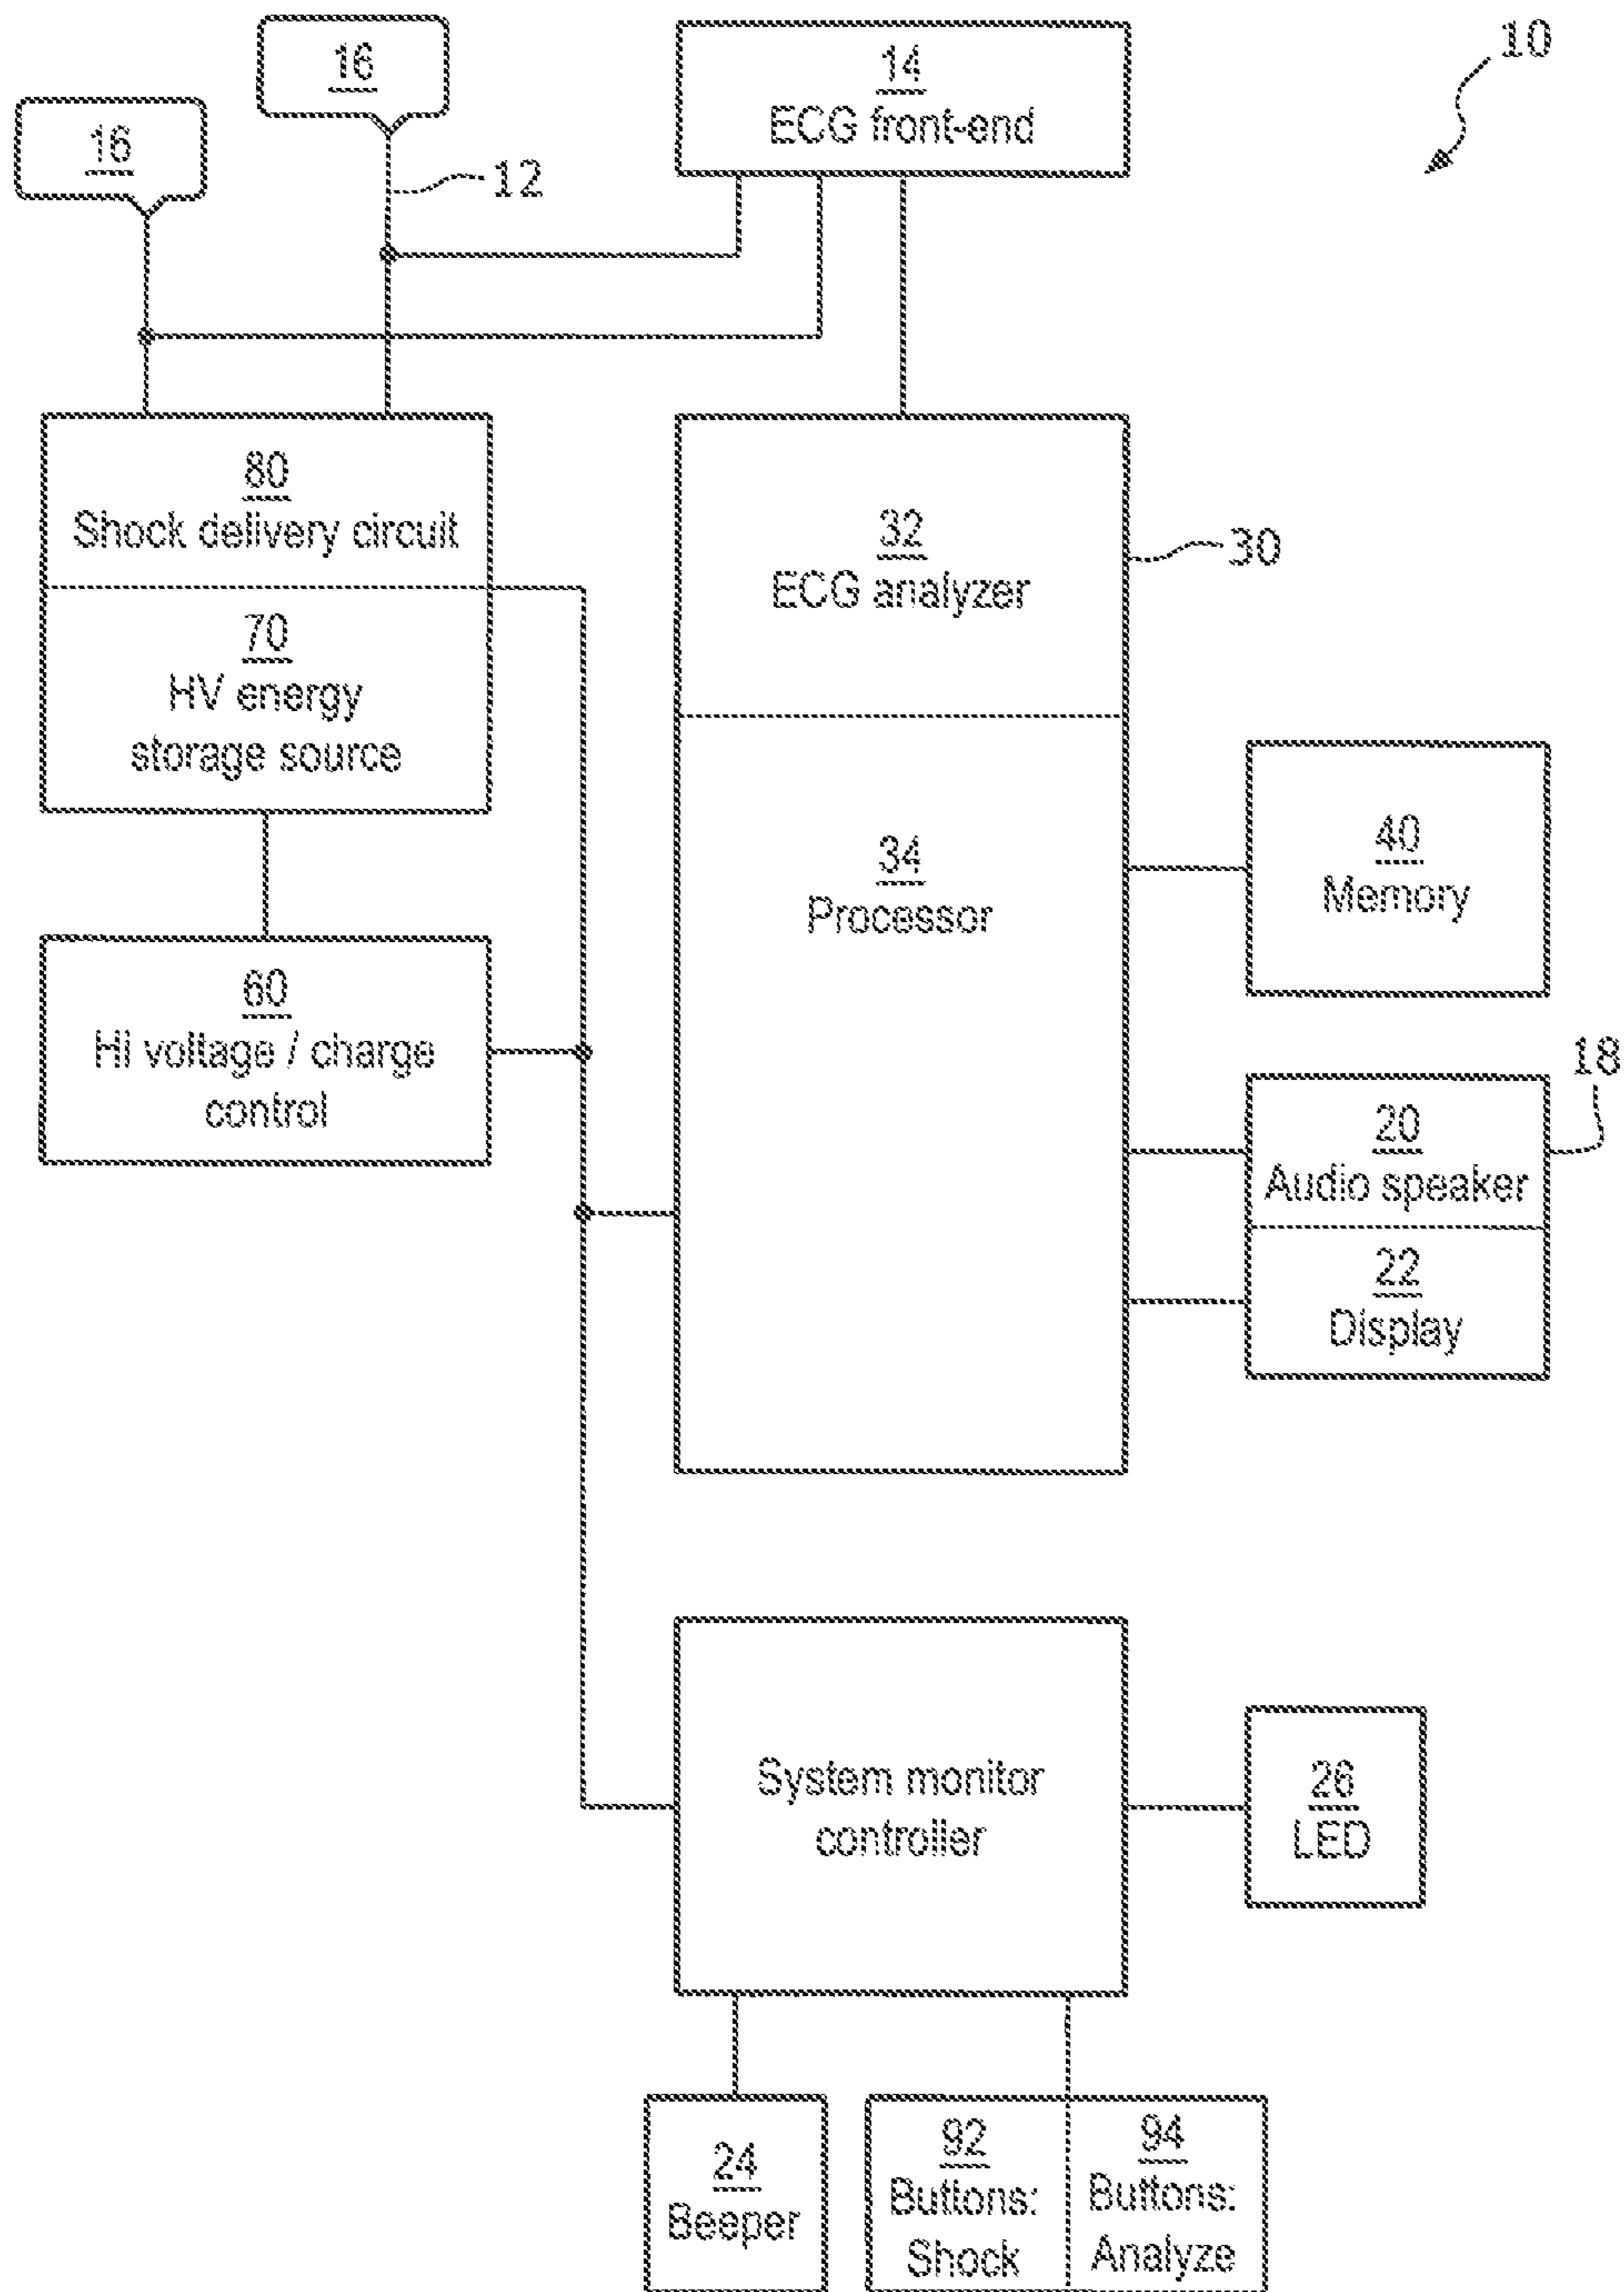 10
16
16
14
ECG front-end
12
80
Shock delivery circuit
32
ECG analyzer
30
70
HV energy
storage source
34
Processor
40
Memory
60
Hi voltage / charge
control
18
20
Audio speaker
22
Display
System monitor
controller
26
LED
24
Beeper
92
Buttons:
Shock
94
Buttons:
Analyze